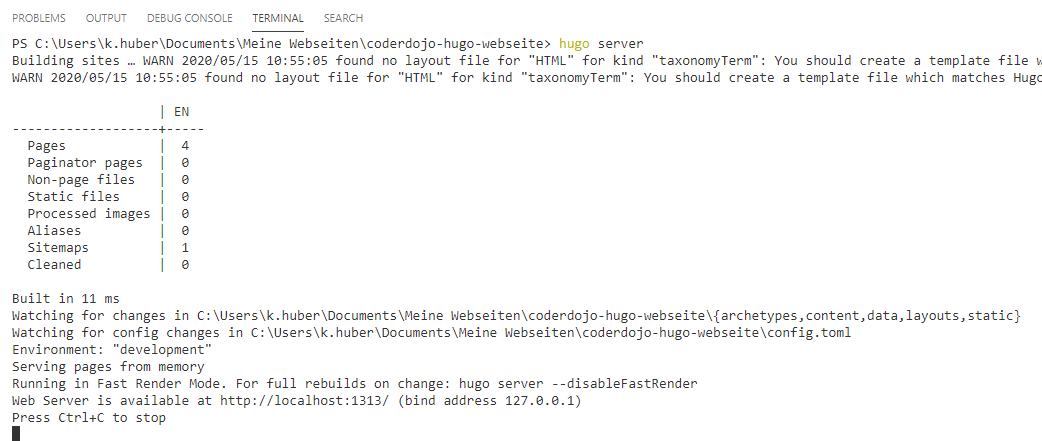 PROBLEMS OUTPUT DEBUG CONSOLE TERMINAL SEARCH
PS C:\Users\k.huber\Documents\Meine Webseiten\coderdojo-hugo-webseite> hugo server
Building sites … WARN 2020/05/15 10:55:05 found no layout file for "HTML" for kind "taxonomyTerm": You should create a template file w
WARN 2020/05/15 10:55:05 found no layout file for "HTML" for kind "taxonomyTerm": You should create a template file which matches Hugo
                   | EN
-------------------+-----
  Pages            |  4
  Paginator pages  |  0
  Non-page files   |  0
  Static files     |  0
  Processed images |  0
  Aliases          |  0
  Sitemaps         |  1
  Cleaned          |  0
Built in 11 ms
Watching for changes in C:\Users\k.huber\Documents\Meine Webseiten\coderdojo-hugo-webseite\{archetypes,content,data,layouts,static}
Watching for config changes in C:\Users\k.huber\Documents\Meine Webseiten\coderdojo-hugo-webseite\config.toml
Environment: "development"
Serving pages from memory
Running in Fast Render Mode. For full rebuilds on change: hugo server --disableFastRender
Web Server is available at http://localhost:1313/ (bind address 127.0.0.1)
Press Ctrl+C to stop